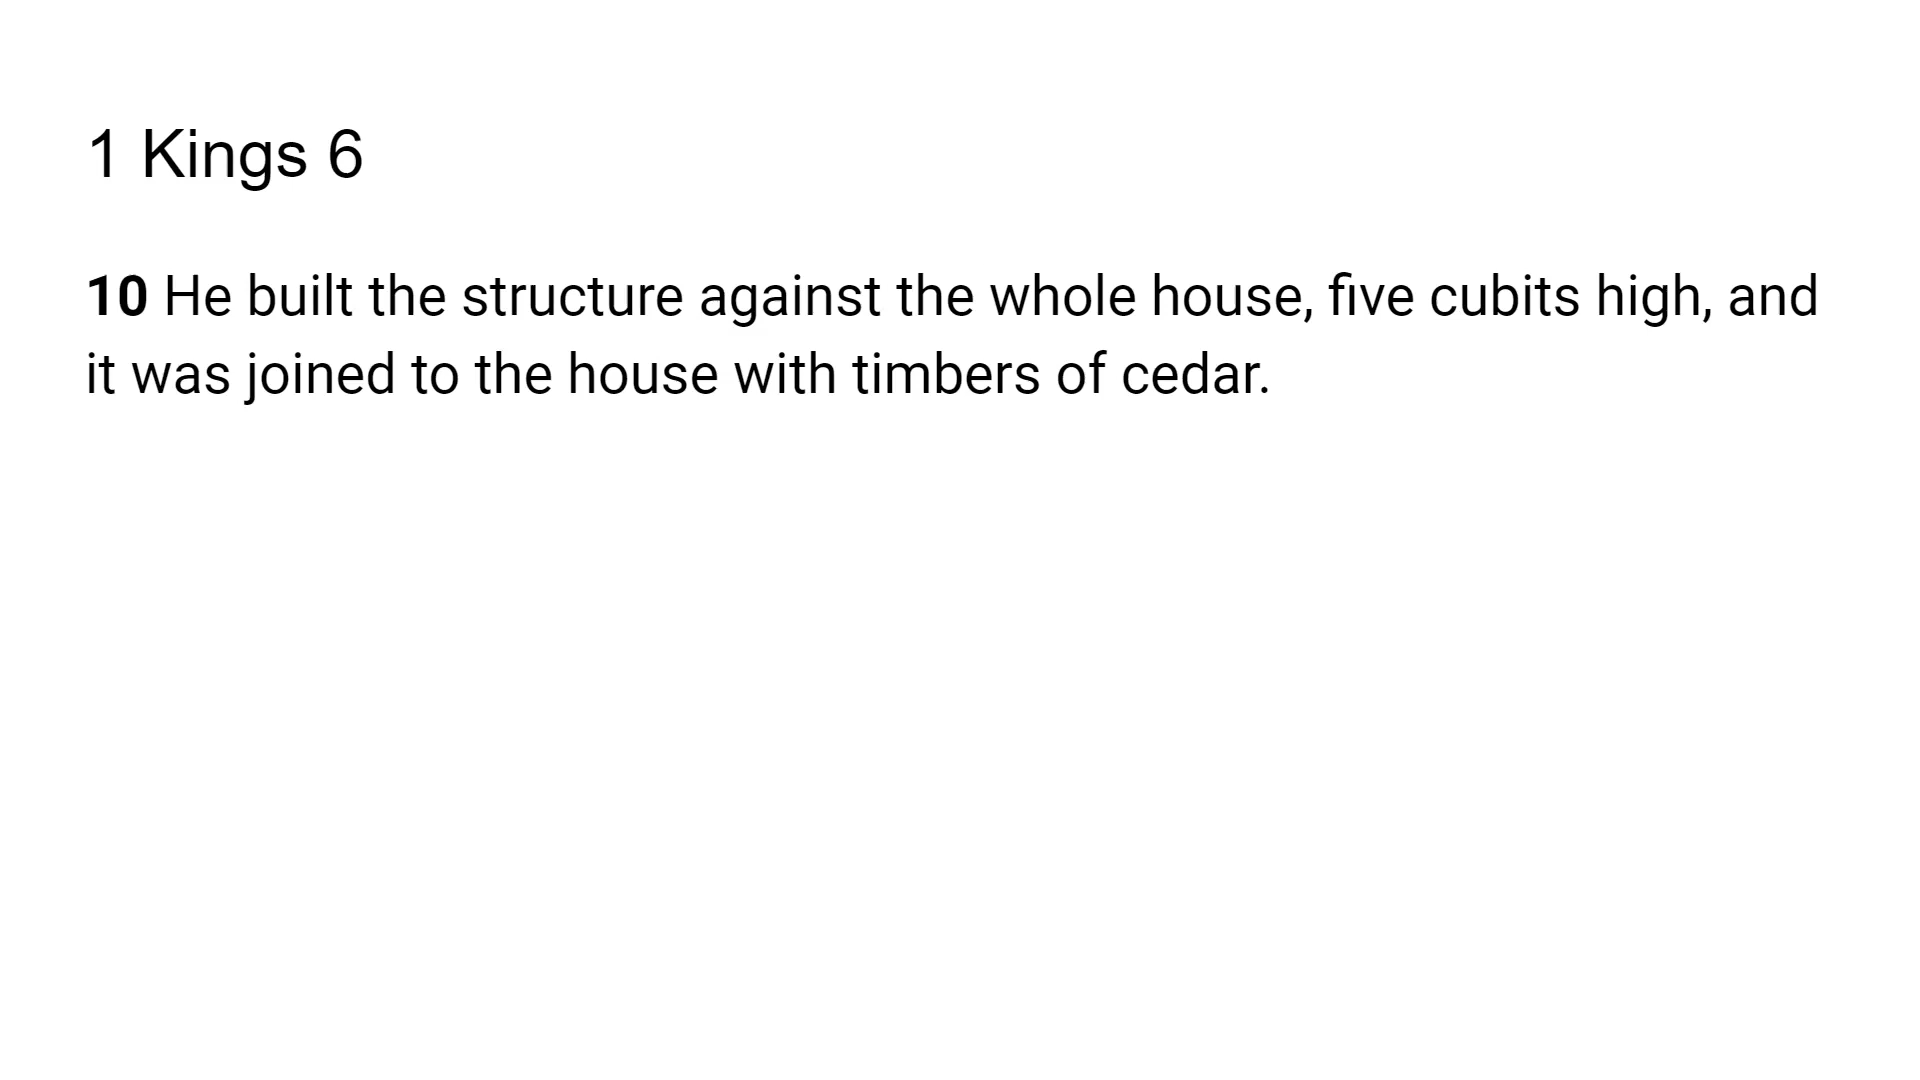 1 Kings 6
10 He built the structure against the whole house, five cubits high, and
it was joined to the house with timbers of cedar.